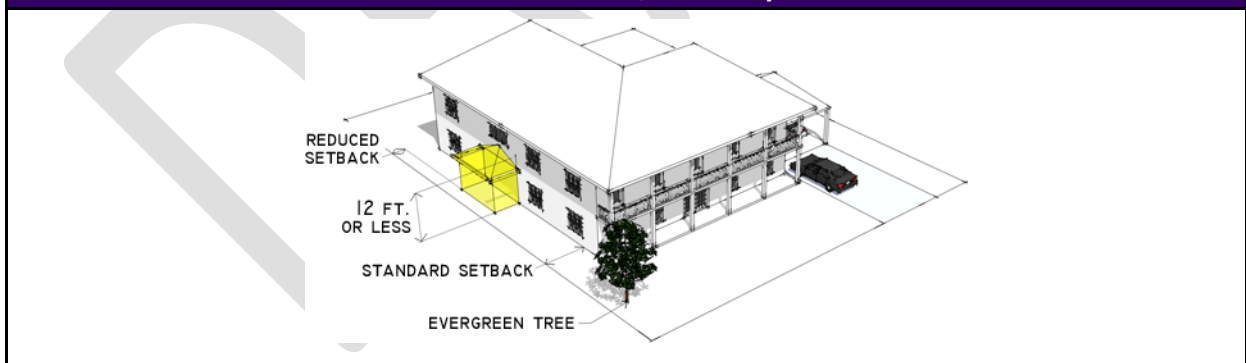 REDUCED
SETBACK
12 FT.
OR LESS
STANDARD SETBACK
EVERGREEN TREE